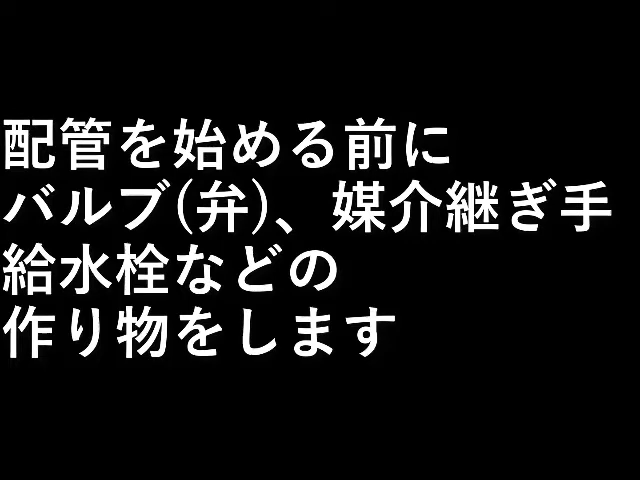 配管を始める前に
バルブ(弁)、媒介継ぎ手
給水栓などの
作り物をします